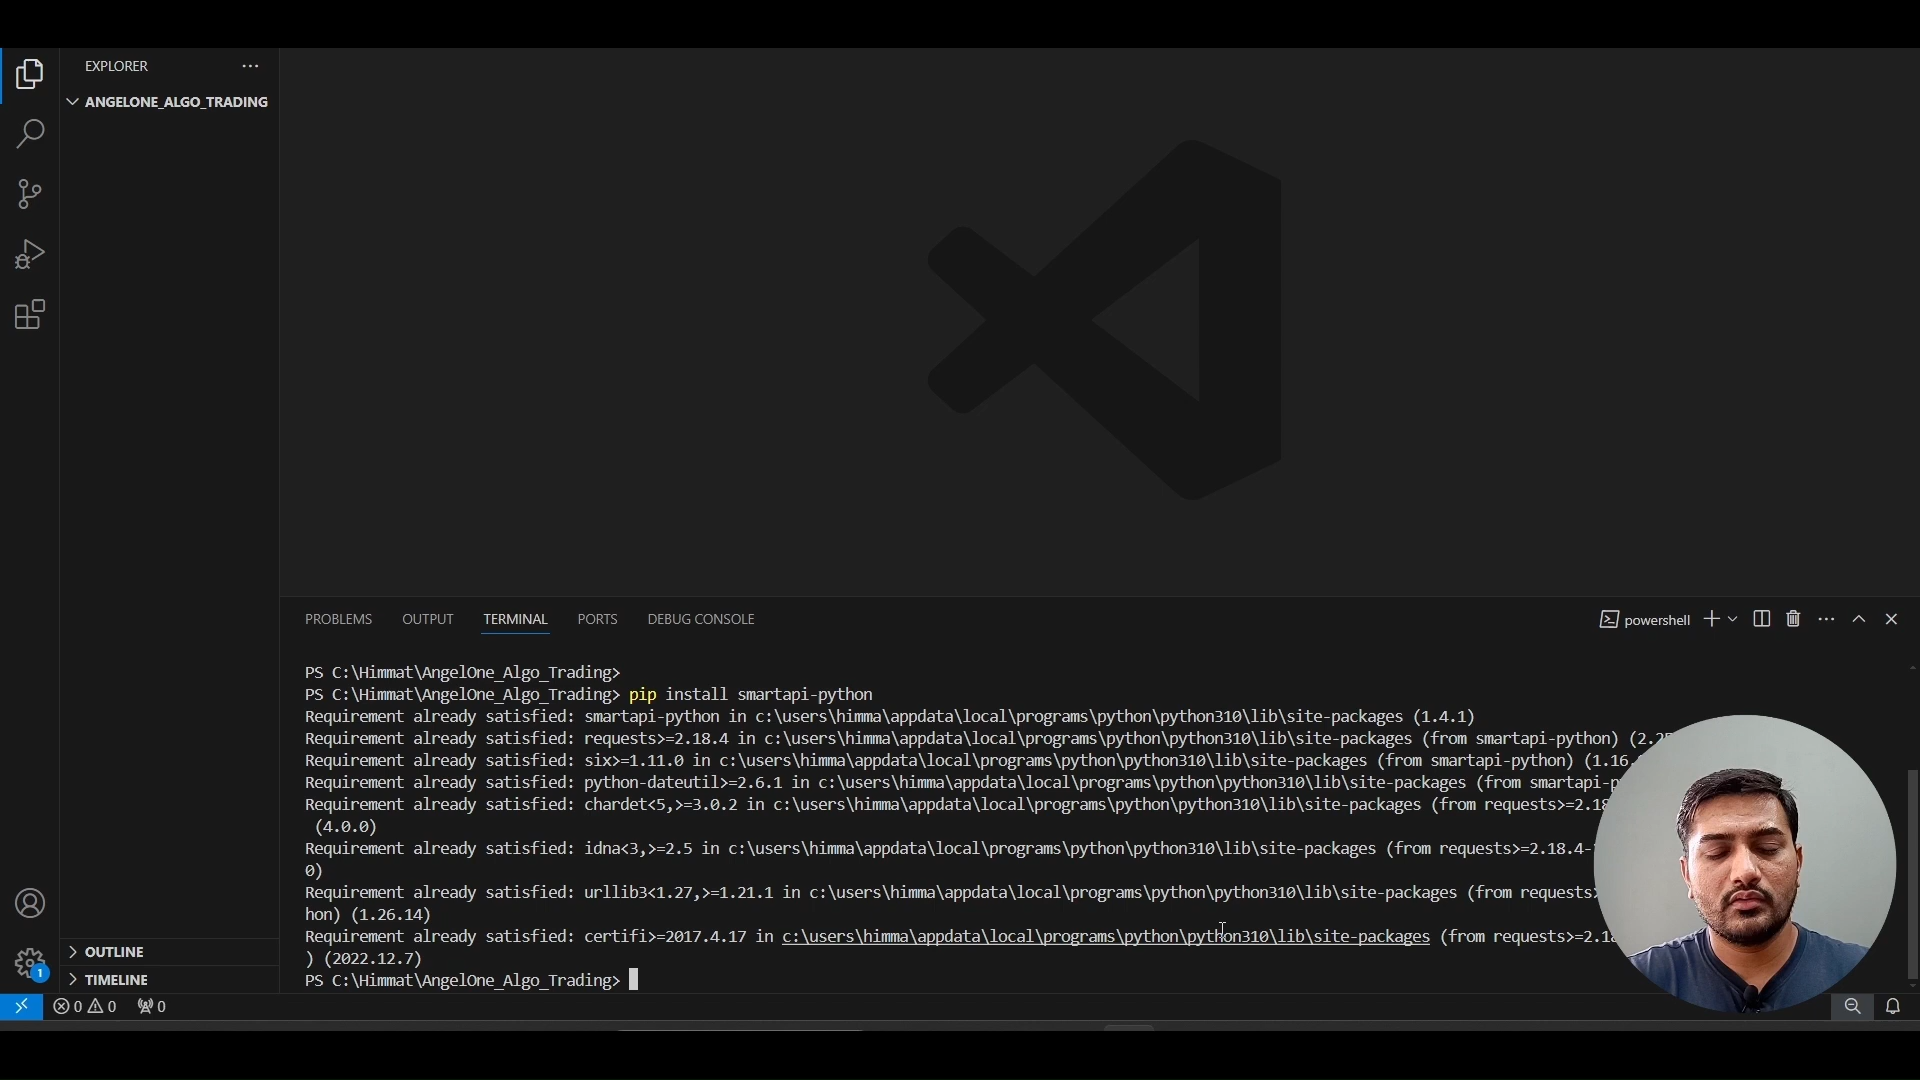 EXPLORER
ANGELONE_ALGO_TRADING
PROBLEMS OUTPUT TERMINAL PORTS DEBUG CONSOLE
powershell
PS C:\Himmat\AngelOne_Algo_Trading>
PS C:\Himmat\AngelOne_Algo_Trading> pip install smartapi-python
Requirement already satisfied: smartapi-python in c:\users\himma\appdata\local\programs\python\python310\lib\site-packages (1.4.1)
Requirement already satisfied: requests>=2.18.4 in c:\users\himma\appdata\local\programs\python\python310\lib\site-packages (from smartapi-python)
Requirement already satisfied: six>=1.11.0 in c:\users\himma\appdata\local\programs\python\python310\lib\site-packages (from smartapi-python) (1.16.
Requirement already satisfied: python-dateutil>=2.6.1 in c:\users\himma\appdata\local\programs\python\python310\lib\site-packages (from
Requirement already satisfied: chardet<5,>=3.0.2 in c:\users\himma\appdata\local\programs\python\python310\lib\site-packages (from requests>=2.18
(4.0.0)
Requirement already satisfied: idna<3,>=2.5 in c:\users\himma\appdata\local\programs\python\python310\lib\site-packages (from requests>=2.18.4-
0)
Requirement already satisfied: urllib3<1.27,>=1.21.1 in c:\users\himma\appdata\local\programs\python\python310\lib\site-packages (from requests>
hon) (1.26.14)
Requirement already satisfied: certifi>=2017.4.17 in c:\users\himma\appdata\local\programs\python\python310\lib\site-packages (from requests>=2.18
) (2022.12.7)
PS C:\Himmat\AngelOne_Algo_Trading>
OUTLINE
TIMELINE
1
0 0 0